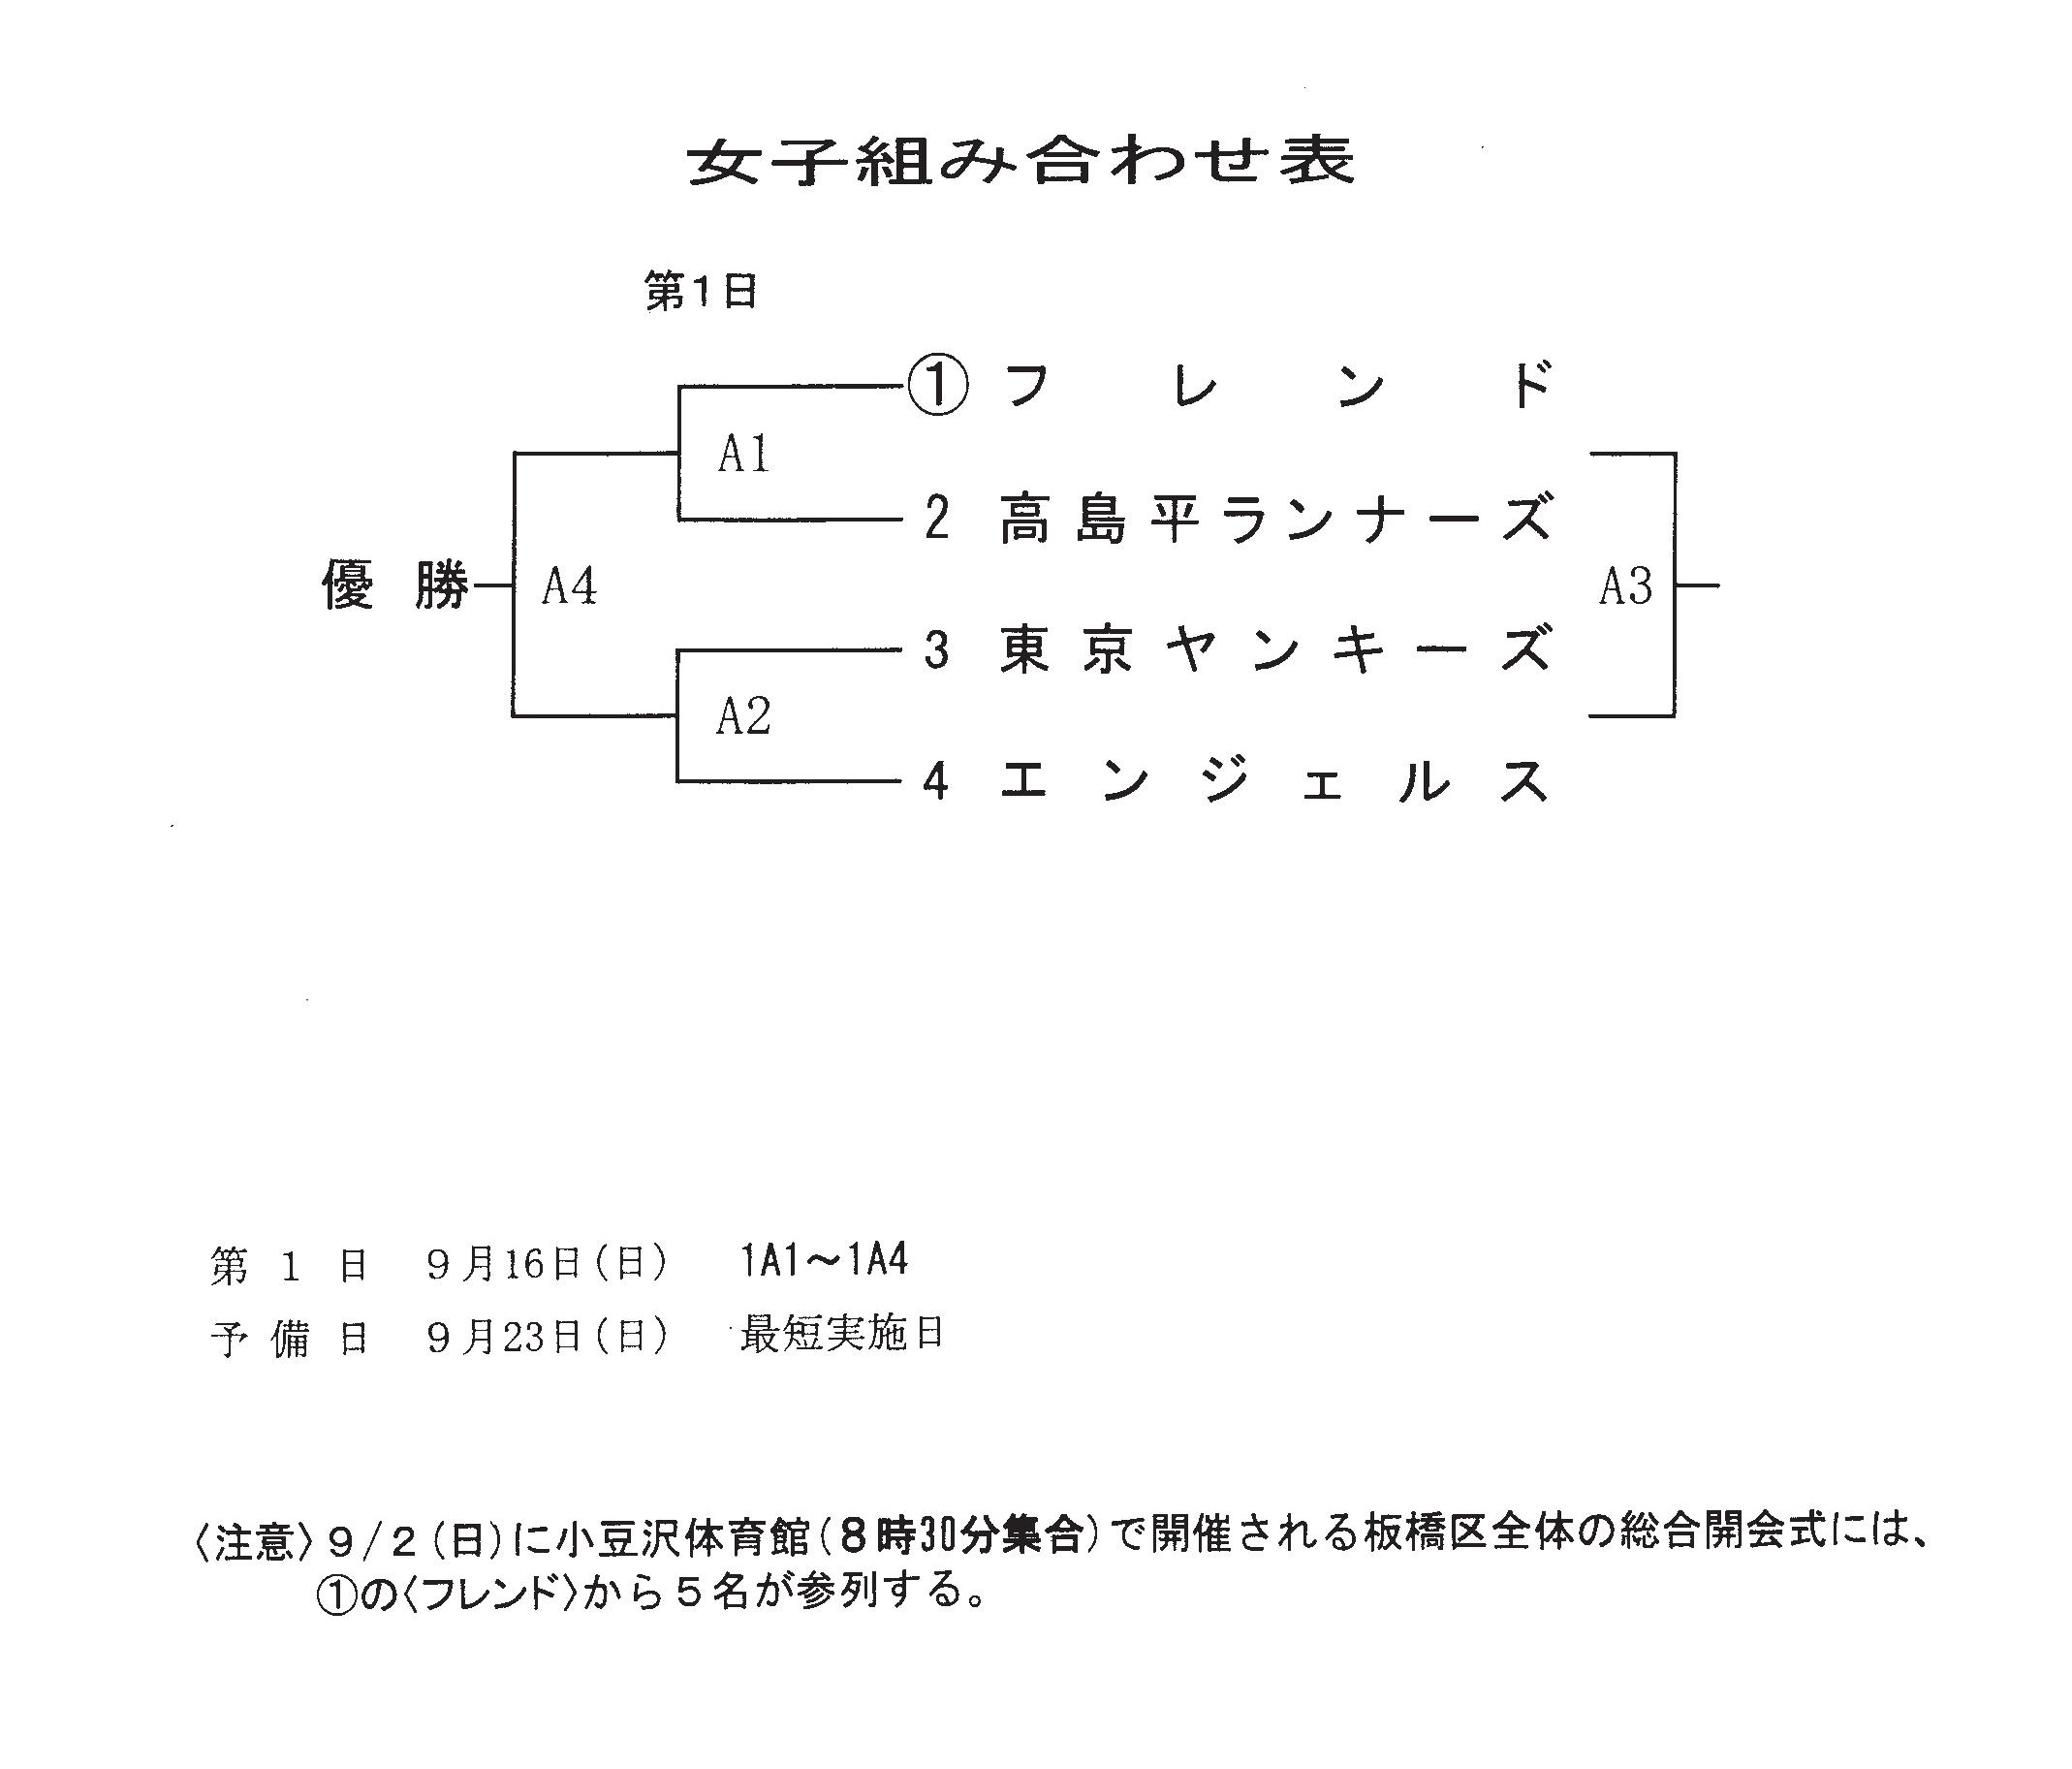 女子組み合わせ表
第1日
① フレンド
A1
2 高島平ランナーズ
優勝 A4 A3
3 東京ヤンキーズ
A2
4 エンジェルス
第 1 日 9月16日(日) 1A1～1A4
予 備 日 9月23日(日) 最短実施日
〈注意〉9/2(日)に小豆沢体育館(8時30分集合)で開催される板橋区全体の総合開会式には、
①の〈フレンド〉から5名が参列する。